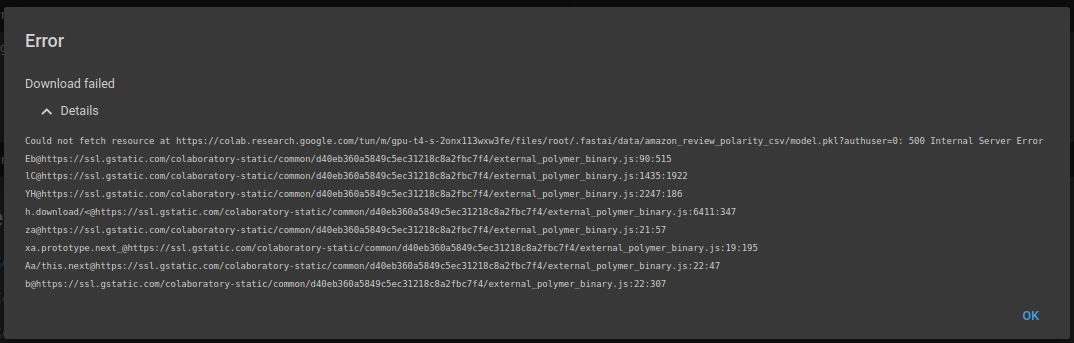 Error
Download failed
Details
Could not fetch resource at https://colab.research.google.com/tun/m/gpu-t4-s-2onx113wxw3fe/files/root/.fastai/data/amazon_review_polarity_csv/model.pkl?authuser=0: 500 Internal Server Error
Eb@https://ssl.gstatic.com/colaboratory-static/common/d40eb360a5849c5ec31218c8a2fbc7f4/external_polymer_binary.js:90:515
lC@https://ssl.gstatic.com/colaboratory-static/common/d40eb360a5849c5ec31218c8a2fbc7f4/external_polymer_binary.js:1435:1922
YH@https://ssl.gstatic.com/colaboratory-static/common/d40eb360a5849c5ec31218c8a2fbc7f4/external_polymer_binary.js:2247:186
h.download/<@https://ssl.gstatic.com/colaboratory-static/common/d40eb360a5849c5ec31218c8a2fbc7f4/external_polymer_binary.js:6411:347
za@https://ssl.gstatic.com/colaboratory-static/common/d40eb360a5849c5ec31218c8a2fbc7f4/external_polymer_binary.js:21:57
xa.prototype.next_@https://ssl.gstatic.com/colaboratory-static/common/d40eb360a5849c5ec31218c8a2fbc7f4/external_polymer_binary.js:19:195
Aa/this.next@https://ssl.gstatic.com/colaboratory-static/common/d40eb360a5849c5ec31218c8a2fbc7f4/external_polymer_binary.js:22:47
b@https://ssl.gstatic.com/colaboratory-static/common/d40eb360a5849c5ec31218c8a2fbc7f4/external_polymer_binary.js:22:307
OK